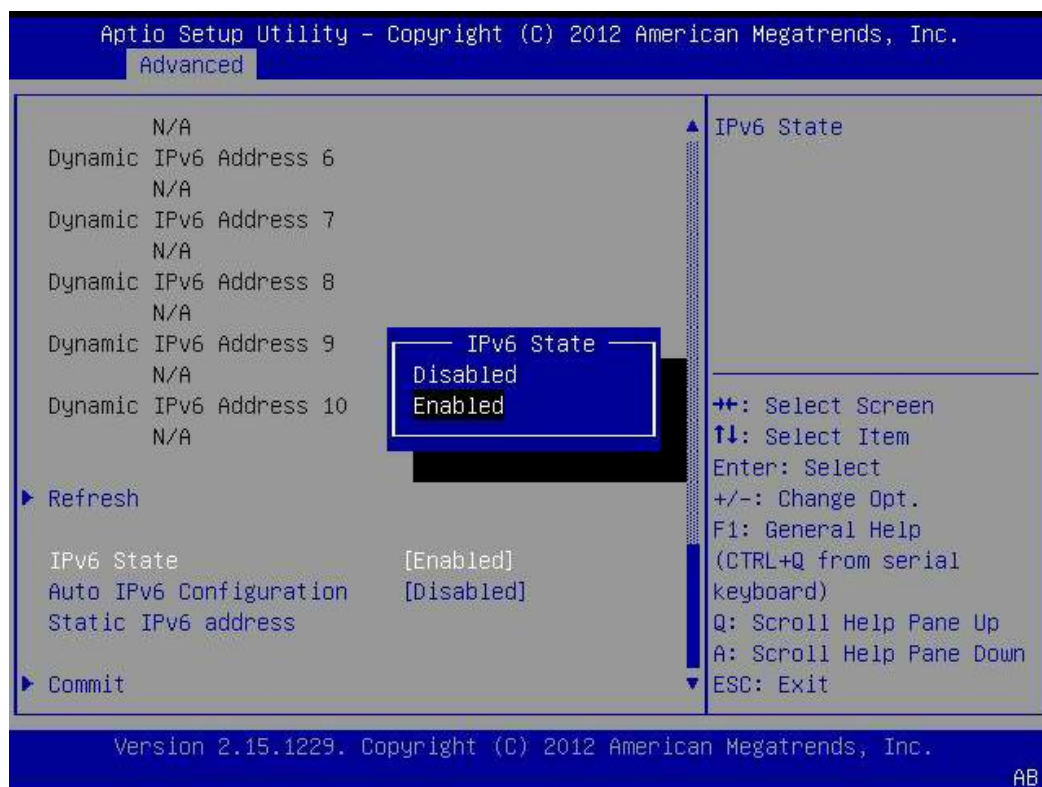 Aptio Setup Utility – Copyright (C) 2012 American Megatrends, Inc.
Advanced
N/A
Dynamic IPv6 Address 6
N/A
Dynamic IPv6 Address 7
N/A
Dynamic IPv6 Address 8
N/A
Dynamic IPv6 Address 9
N/A
Dynamic IPv6 Address 10
N/A
Refresh
IPv6 State [Enabled]
Auto IPv6 Configuration [Disabled]
Static IPv6 address
Commit
IPv6 State
Disabled
Enabled
IPv6 State
→←: Select Screen
↑↓: Select Item
Enter: Select
+/-: Change Opt.
F1: General Help
(CTRL+Q from serial
keyboard)
Q: Scroll Help Pane Up
A: Scroll Help Pane Down
ESC: Exit
Version 2.15.1229. Copyright (C) 2012 American Megatrends, Inc.
AB